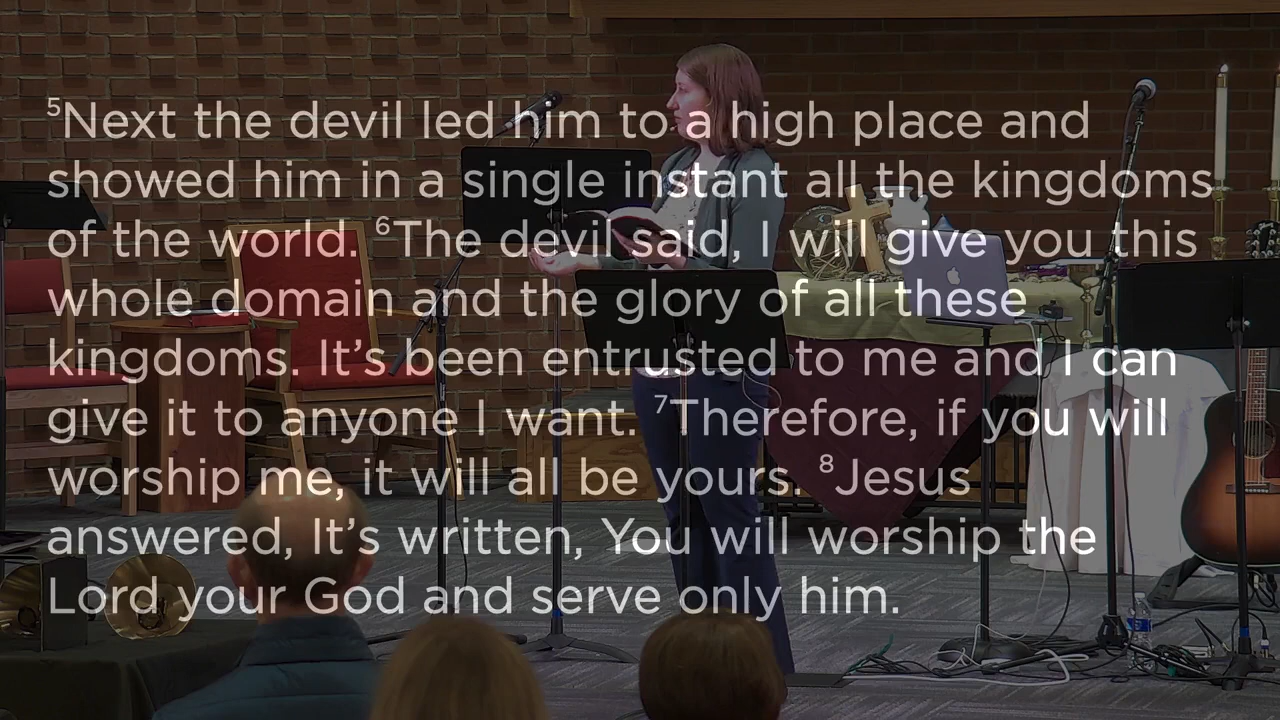 ⁵Next the devil led him to a high place and
showed him in a single instant all the kingdoms
of the world. ⁶The devil said, I will give you this
whole domain and the glory of all these
kingdoms. It’s been entrusted to me and I can
give it to anyone I want. ⁷Therefore, if you will
worship me, it will all be yours. ⁸Jesus
answered, It’s written, You will worship the
Lord your God and serve only him.